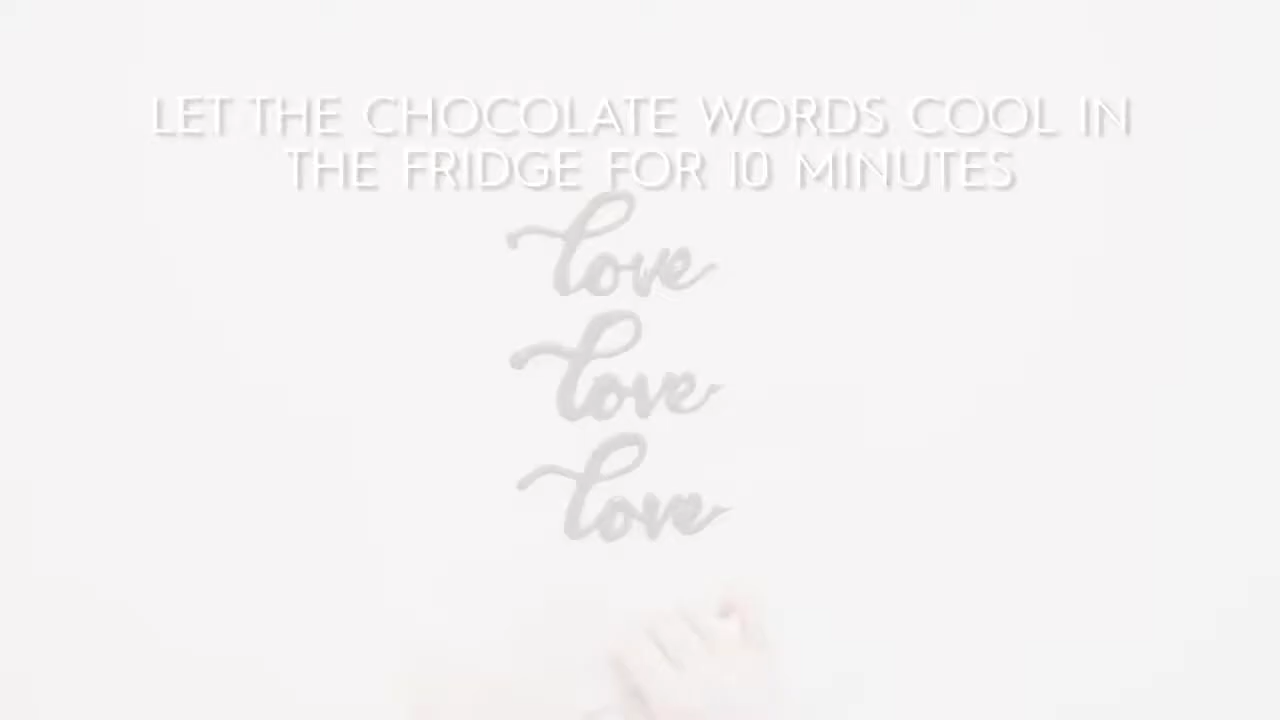 LET THE CHOCOLATE WORDS COOL IN
THE FRIDGE FOR 10 MINUTES
love
love
love